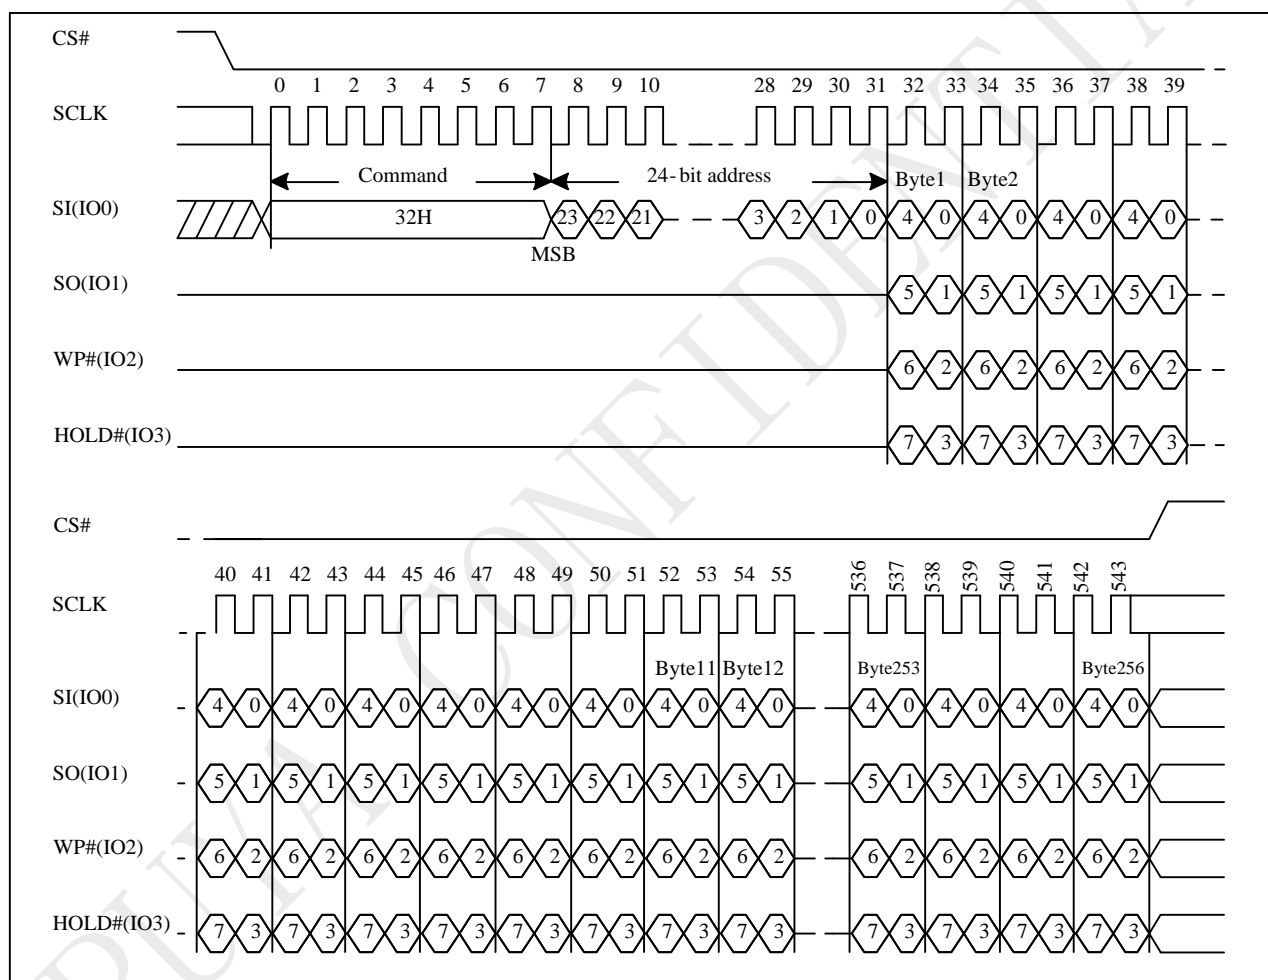 CS#
0 1 2 3 4 5 6 7 8 9 10 28 29 30 31 32 33 34 35 36 37 38 39
SCLK
Command 24-bit address Byte1 Byte2
SI(IO0) 32H 23 22 21 3 2 1 0 4 0 4 0 4 0 4 0
MSB
SO(IO1) 5 1 5 1 5 1 5 1
WP#(IO2) 6 2 6 2 6 2 6 2
HOLD#(IO3) 7 3 7 3 7 3 7 3
CS#
40 41 42 43 44 45 46 47 48 49 50 51 52 53 54 55 536 537 538 539 540 541 542 543
SCLK
Byte11 Byte12 Byte253 Byte256
SI(IO0) 4 0 4 0 4 0 4 0 4 0 4 0 4 0 4 0 4 0 4 0 4 0 4 0
SO(IO1) 5 1 5 1 5 1 5 1 5 1 5 1 5 1 5 1 5 1 5 1 5 1 5 1
WP#(IO2) 6 2 6 2 6 2 6 2 6 2 6 2 6 2 6 2 6 2 6 2 6 2 6 2
HOLD#(IO3) 7 3 7 3 7 3 7 3 7 3 7 3 7 3 7 3 7 3 7 3 7 3 7 3
PUYA CONFIDENTIA